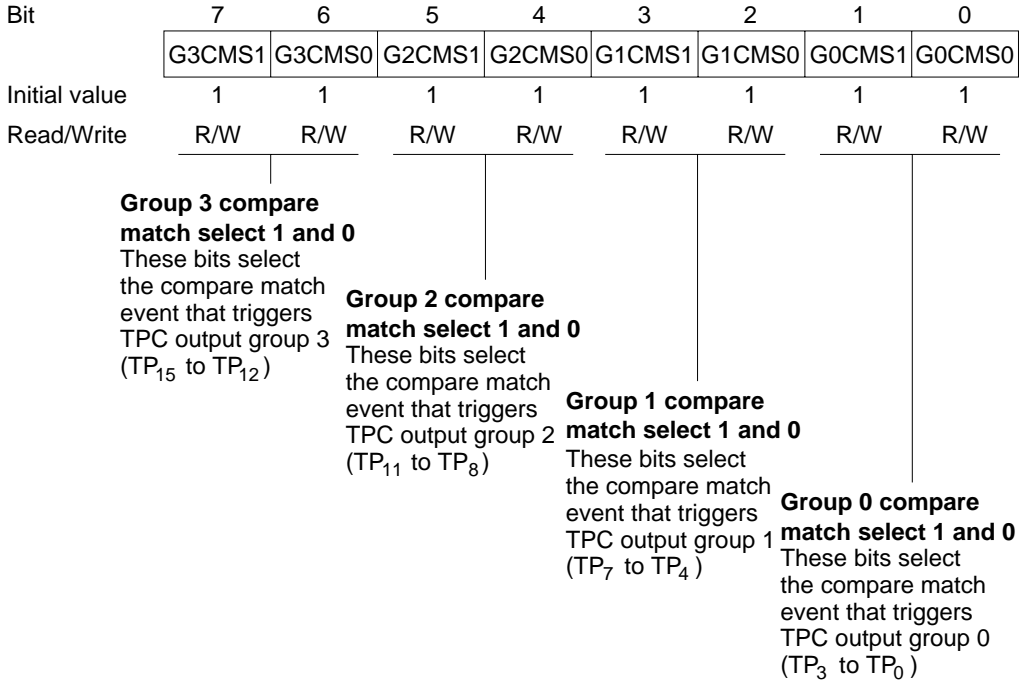 Bit 7 6 5 4 3 2 1 0
G3CMS1 G3CMS0 G2CMS1 G2CMS0 G1CMS1 G1CMS0 G0CMS1 G0CMS0
Initial value 1 1 1 1 1 1 1 1
Read/Write R/W R/W R/W R/W R/W R/W R/W R/W
Group 3 compare
match select 1 and 0
These bits select
the compare match
event that triggers
TPC output group 3
(TP15 to TP12)
Group 2 compare
match select 1 and 0
These bits select
the compare match
event that triggers
TPC output group 2
(TP11 to TP8)
Group 1 compare
match select 1 and 0
These bits select
the compare match
event that triggers
TPC output group 1
(TP7 to TP4)
Group 0 compare
match select 1 and 0
These bits select
the compare match
event that triggers
TPC output group 0
(TP3 to TP0)